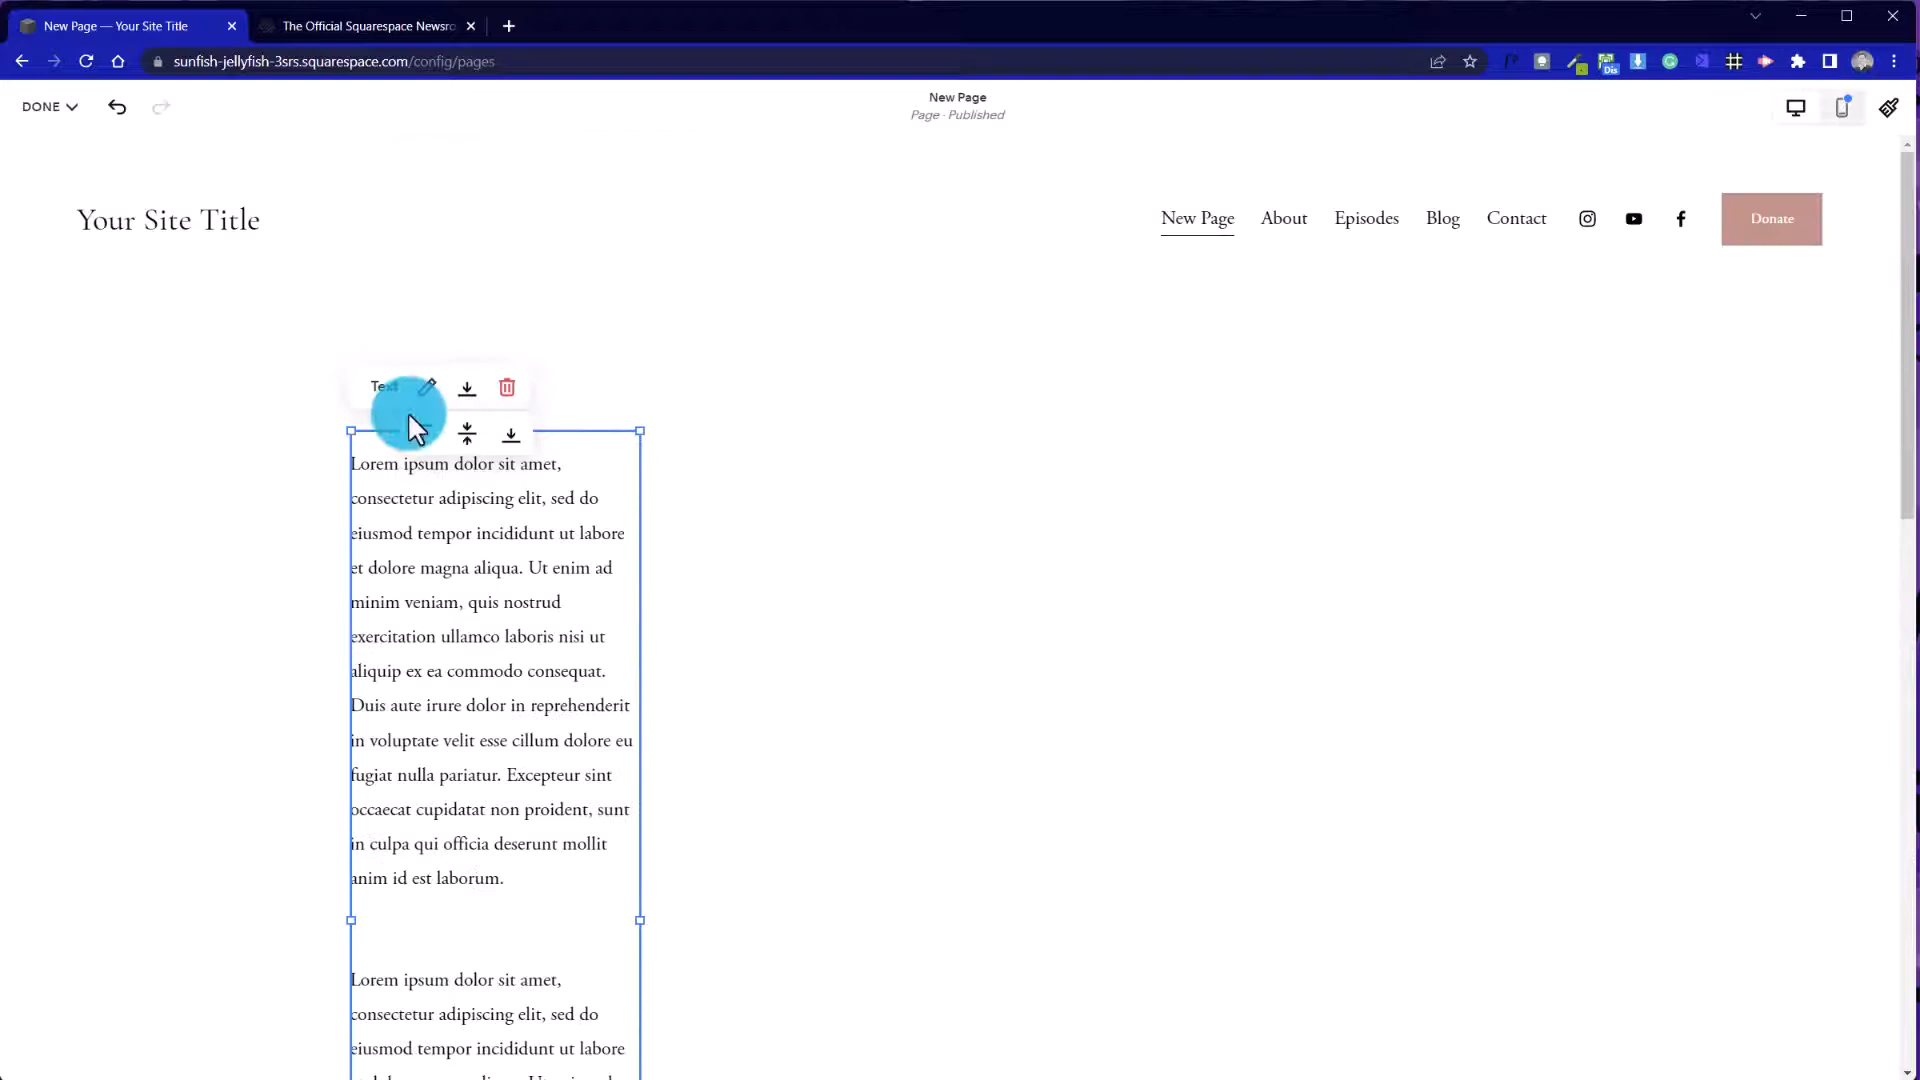 New Page — Your Site Title
The Official Squarespace Newsro
sunfish-jellyfish-3srs.squarespace.com/config/pages
Dis
DONE
New Page
Page · Published
Your Site Title
New Page
About
Episodes
Blog
Contact
Donate
Text
Lorem ipsum dolor sit amet,
consectetur adipiscing elit, sed do
eiusmod tempor incididunt ut labore
et dolore magna aliqua. Ut enim ad
minim veniam, quis nostrud
exercitation ullamco laboris nisi ut
aliquip ex ea commodo consequat.
Duis aute irure dolor in reprehenderit
in voluptate velit esse cillum dolore eu
fugiat nulla pariatur. Excepteur sint
occaecat cupidatat non proident, sunt
in culpa qui officia deserunt mollit
anim id est laborum.
Lorem ipsum dolor sit amet,
consectetur adipiscing elit, sed do
eiusmod tempor incididunt ut labore